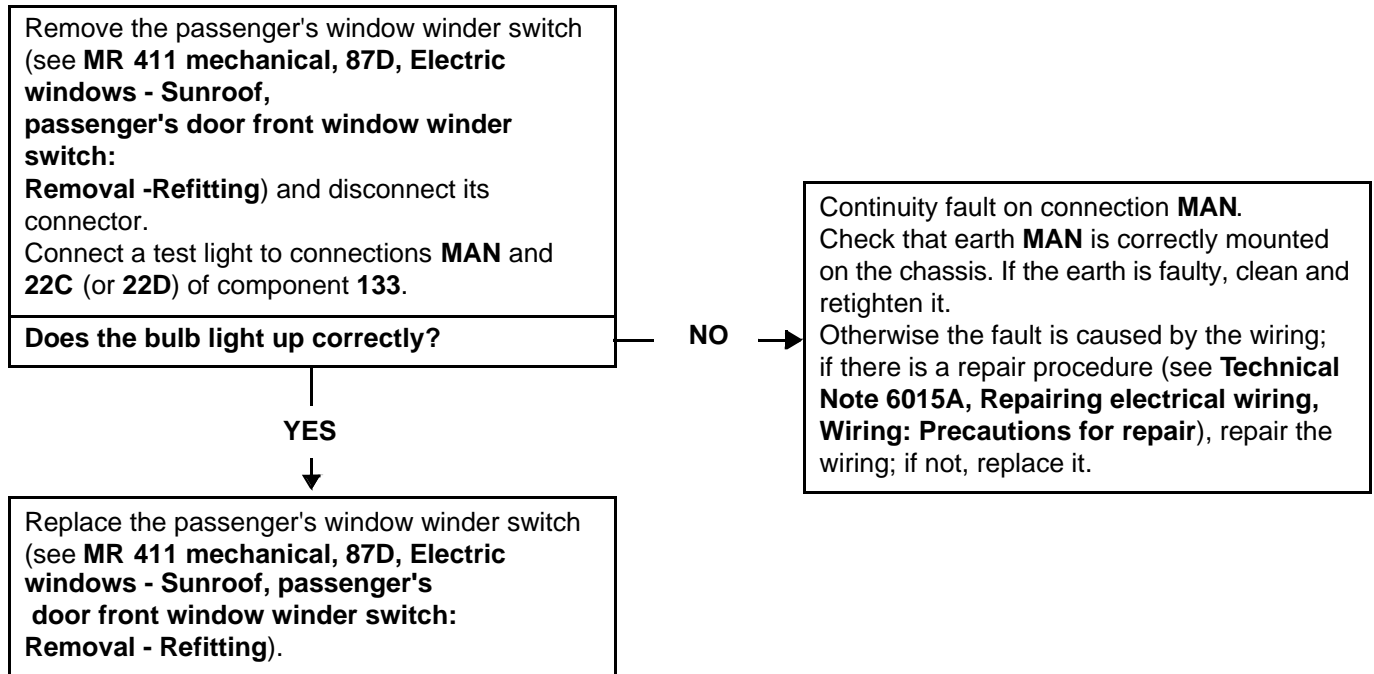 Remove the passenger's window winder switch
(see MR 411 mechanical, 87D, Electric
windows - Sunroof,
passenger's door front window winder
switch:
Removal -Refitting) and disconnect its
connector.
Connect a test light to connections MAN and
22C (or 22D) of component 133.
Does the bulb light up correctly?
NO
Continuity fault on connection MAN.
Check that earth MAN is correctly mounted
on the chassis. If the earth is faulty, clean and
retighten it.
Otherwise the fault is caused by the wiring;
if there is a repair procedure (see Technical
Note 6015A, Repairing electrical wiring,
Wiring: Precautions for repair), repair the
wiring; if not, replace it.
YES
Replace the passenger's window winder switch
(see MR 411 mechanical, 87D, Electric
windows - Sunroof, passenger's
door front window winder switch:
Removal - Refitting).